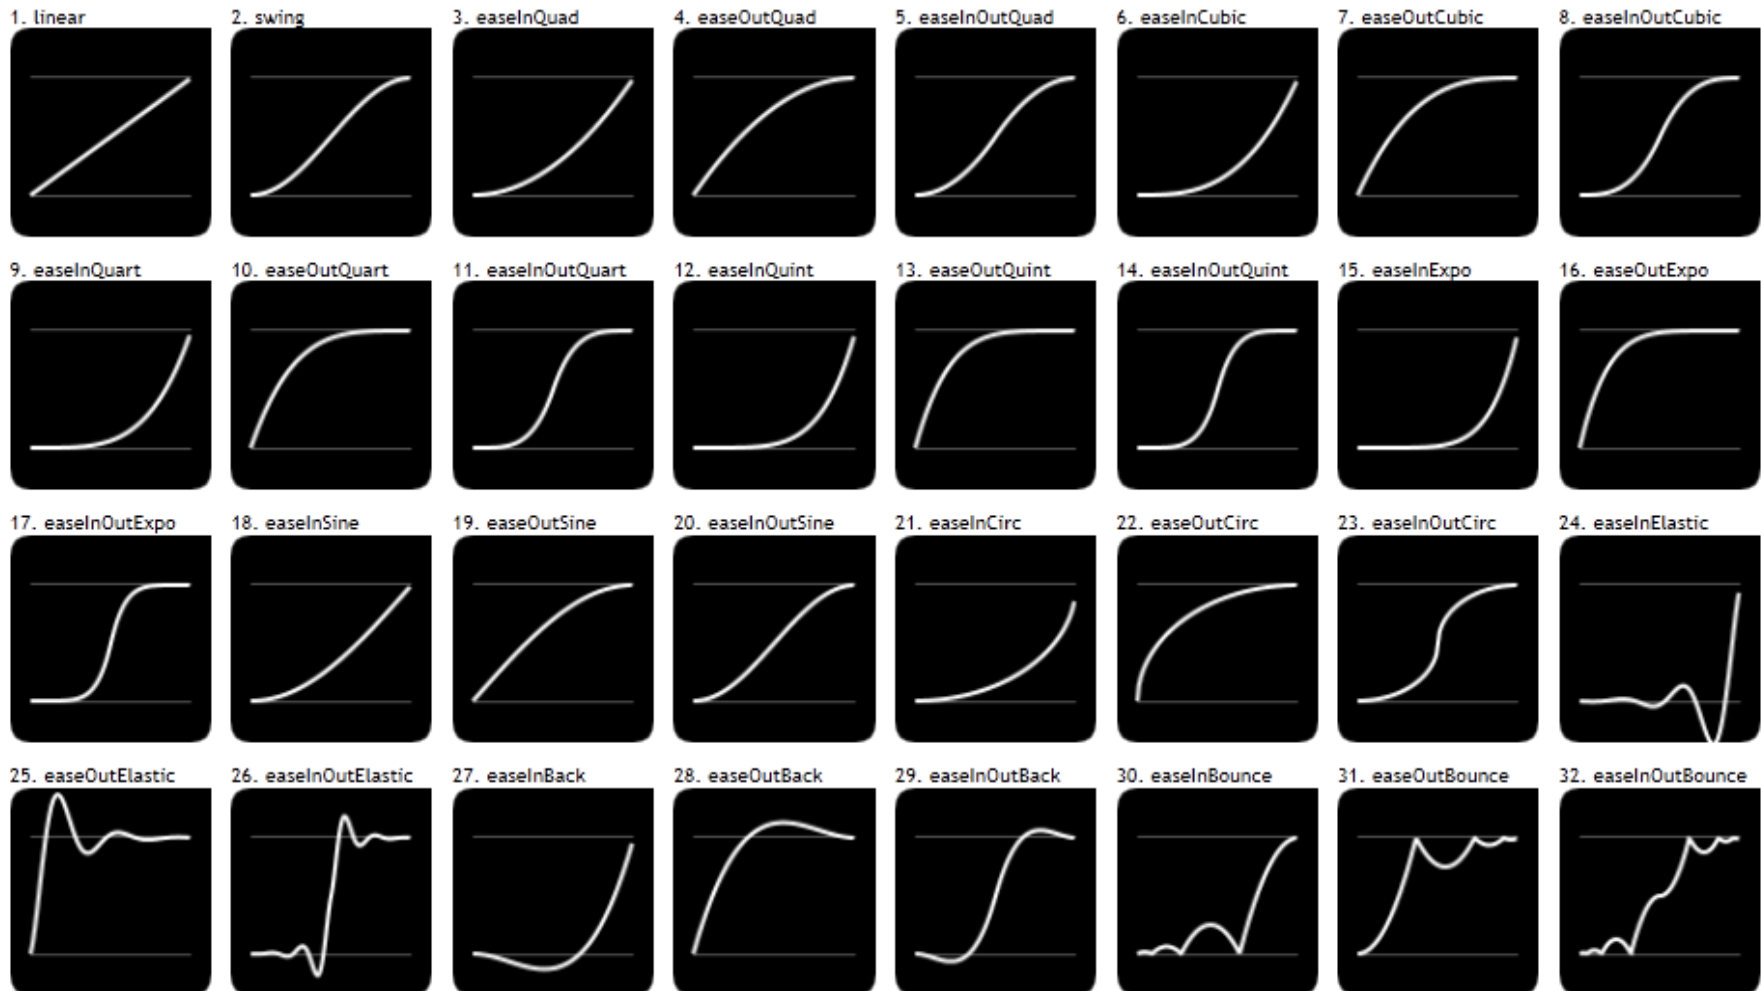 1. linear
2. swing
3. easeInQuad
4. easeOutQuad
5. easeInOutQuad
6. easeInCubic
7. easeOutCubic
8. easeInOutCubic
9. easeInQuart
10. easeOutQuart
11. easeInOutQuart
12. easeInQuint
13. easeOutQuint
14. easeInOutQuint
15. easeInExpo
16. easeOutExpo
17. easeInOutExpo
18. easeInSine
19. easeOutSine
20. easeInOutSine
21. easeInCirc
22. easeOutCirc
23. easeInOutCirc
24. easeInElastic
25. easeOutElastic
26. easeInOutElastic
27. easeInBack
28. easeOutBack
29. easeInOutBack
30. easeInBounce
31. easeOutBounce
32. easeInOutBounce